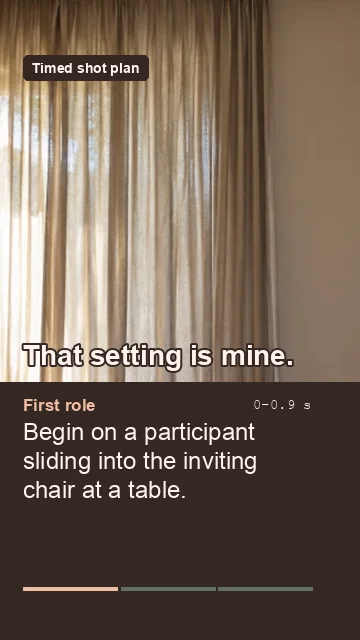 Timed shot plan
That setting is mine.
First role
0–0.9 s
Begin on a participant
sliding into the inviting
chair at a table.